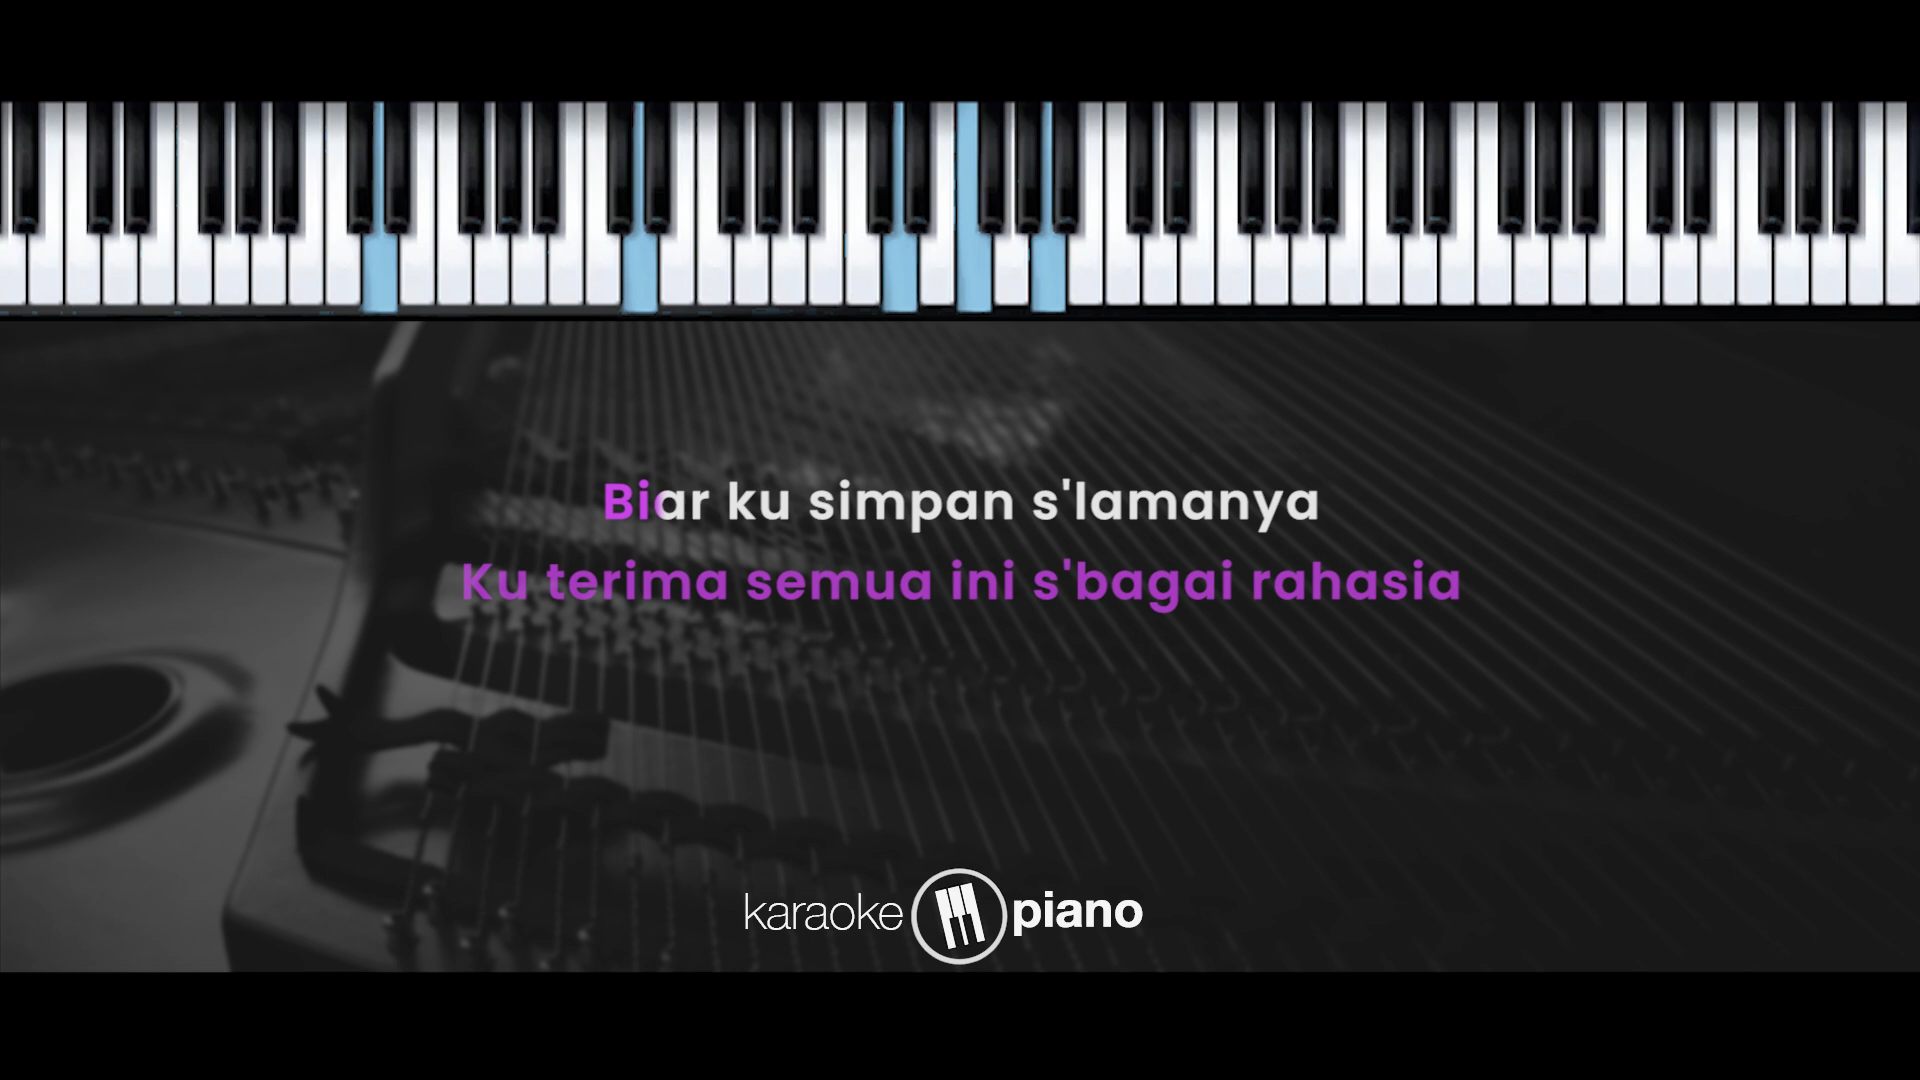 Biar ku simpan s'lamanya
Ku terima semua ini s'bagai rahasia
karaoke piano